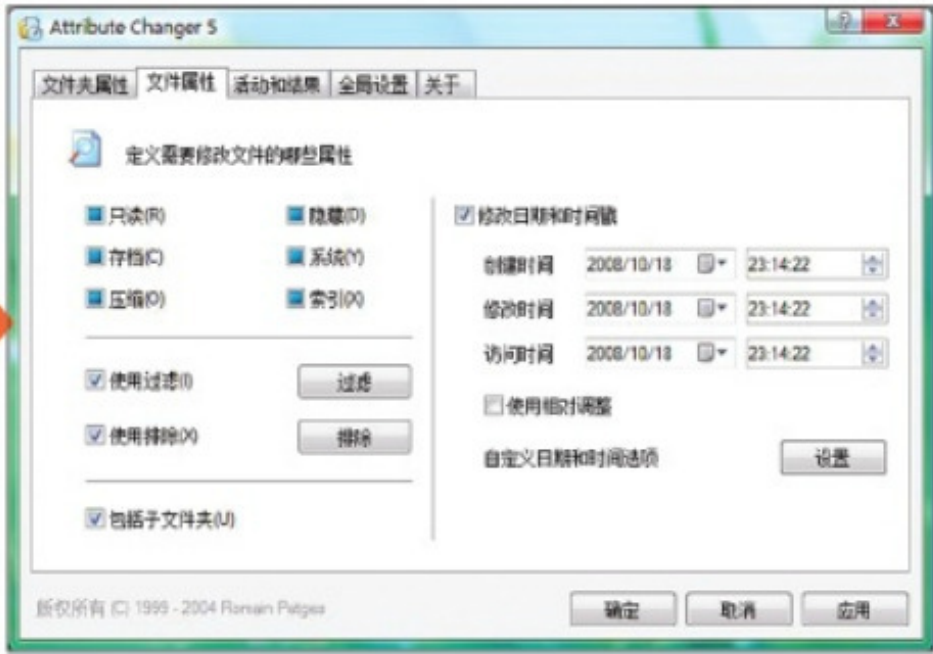 Attribute Changer 5
文件夹属性 文件属性 活动和结果 全局设置 关于
定义需要修改文件的哪些属性
只读(R) 隐藏(D)
存档(C) 系统(Y)
压缩(O) 索引(X)
使用过滤(I) 过滤
使用排除(X) 排除
包括子文件夹(U)
修改日期和时间戳
创建时间 2008/10/18 23:14:22
修改时间 2008/10/18 23:14:22
访问时间 2008/10/18 23:14:22
使用相对调整
自定义日期和时间选项 设置
版权所有 (C) 1999 - 2004 Romain Petges
确定 取消 应用